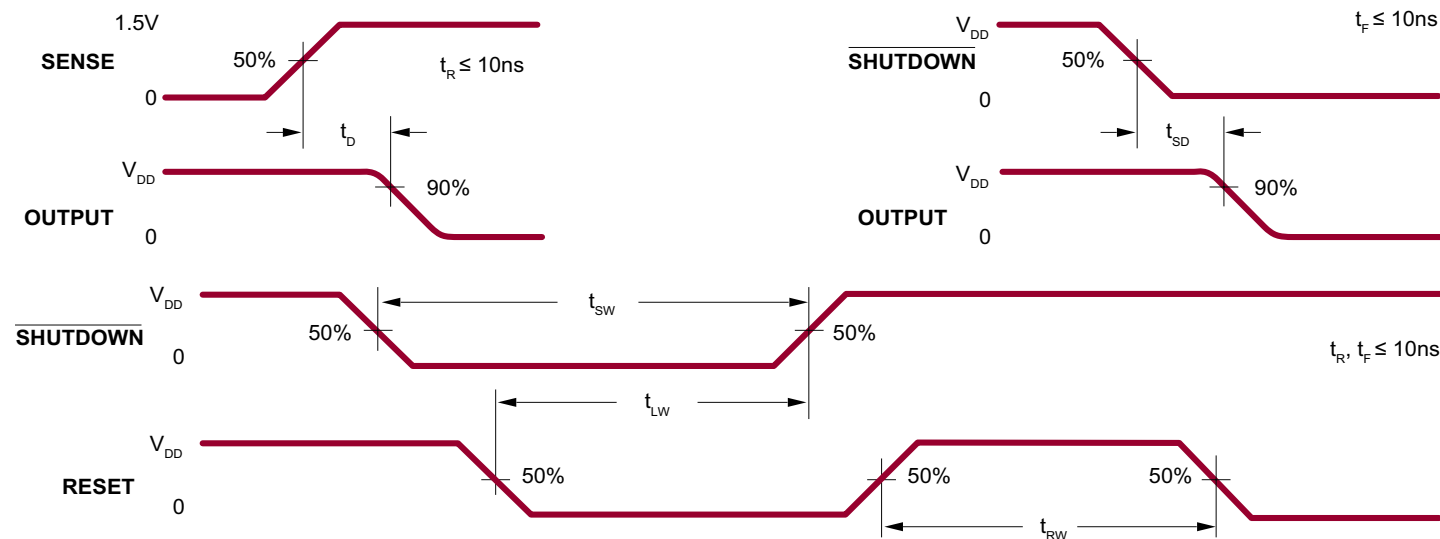 1.5V
SENSE
50%
t_R ≤ 10ns
0
t_D
V_DD
90%
OUTPUT
0
V_DD
t_F ≤ 10ns
SHUTDOWN
50%
0
t_SD
V_DD
90%
OUTPUT
0
V_DD
t_SW
SHUTDOWN
50%
50%
0
t_R, t_F ≤ 10ns
t_LW
V_DD
RESET
50%
50%
50%
0
t_RW